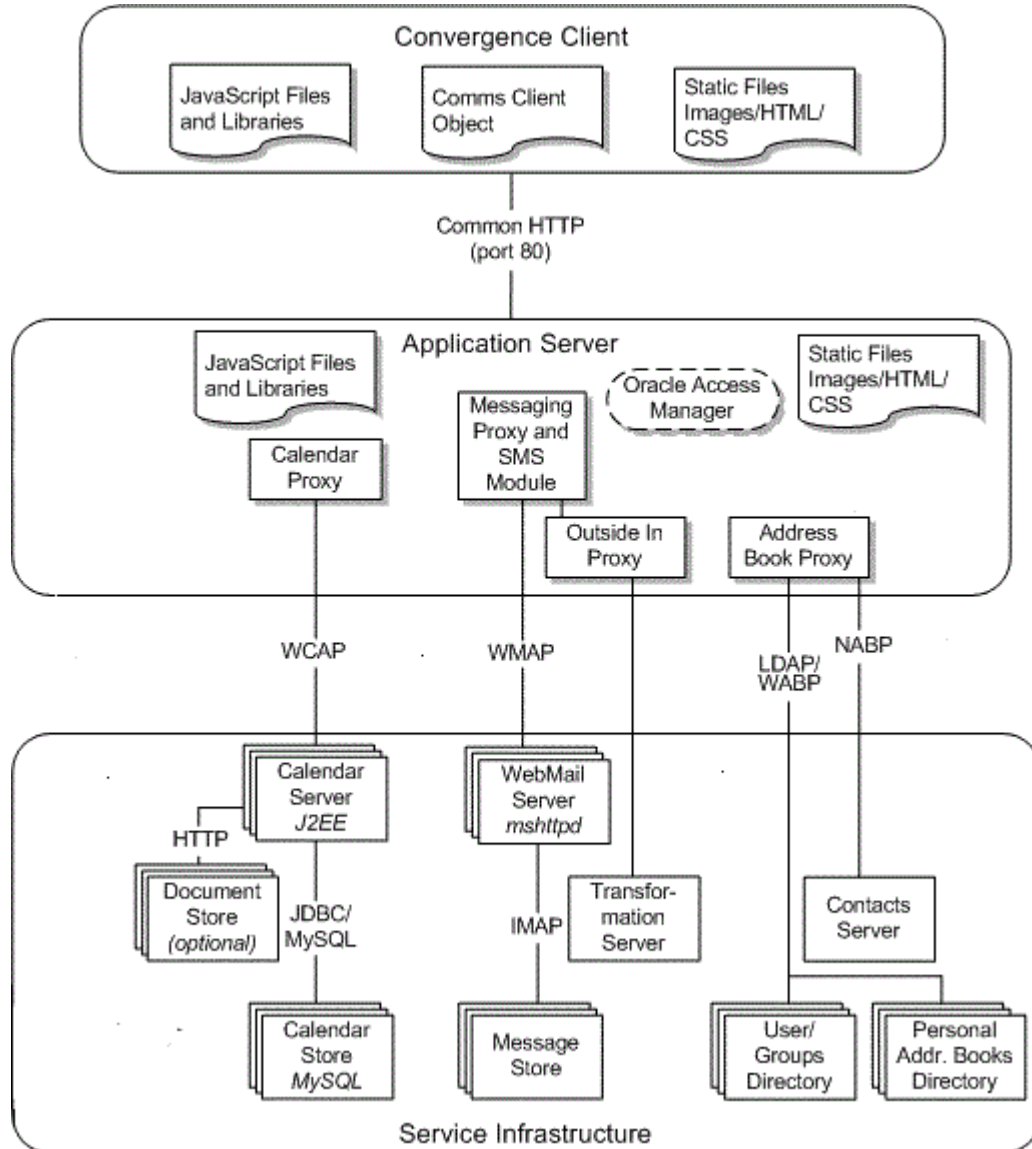 Convergence Client
JavaScript Files
and Libraries
Comms Client
Object
Static Files
Images/HTML/
CSS
Common HTTP
(port 80)
Application Server
JavaScript Files
and Libraries
Static Files
Images/HTML/
CSS
Oracle Access
Manager
Messaging
Proxy and
SMS
Module
Calendar
Proxy
Outside In
Proxy
Address
Book Proxy
WCAP
WMAP
LDAP/
WABP
NABP
Calendar
Server
J2EE
WebMail
Server
mshttpd
HTTP
Document
Store
(optional)
JDBC/
MySQL
IMAP
Transfor-
mation
Server
Contacts
Server
Calendar
Store
MySQL
Message
Store
User/
Groups
Directory
Personal
Addr. Books
Directory
Service Infrastructure